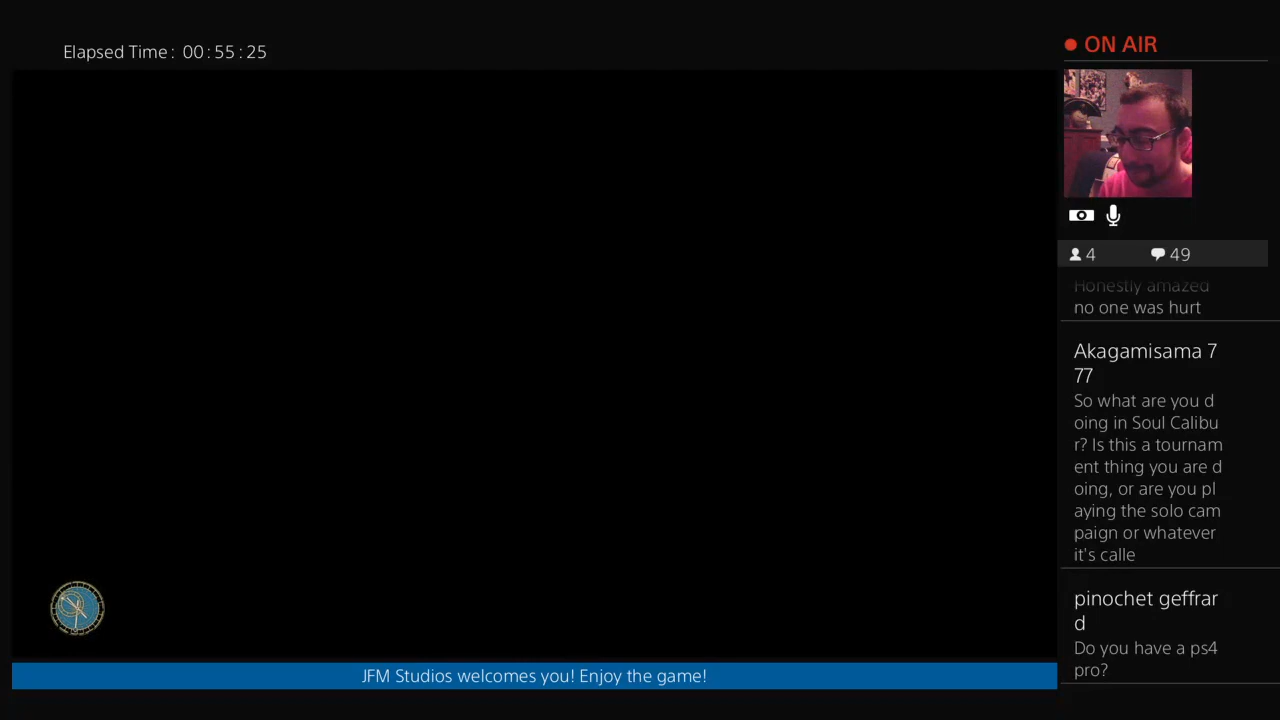 Elapsed Time: 00:55:25
ON AIR
4 49
Honestly amazed
no one was hurt
Akagamisama 7
77
So what are you d
oing in Soul Calibu
r? Is this a tournam
ent thing you are d
oing, or are you pl
aying the solo cam
paign or whatever
it's calle
pinochet geffrar
d
Do you have a ps4
pro?
JFM Studios welcomes you! Enjoy the game!